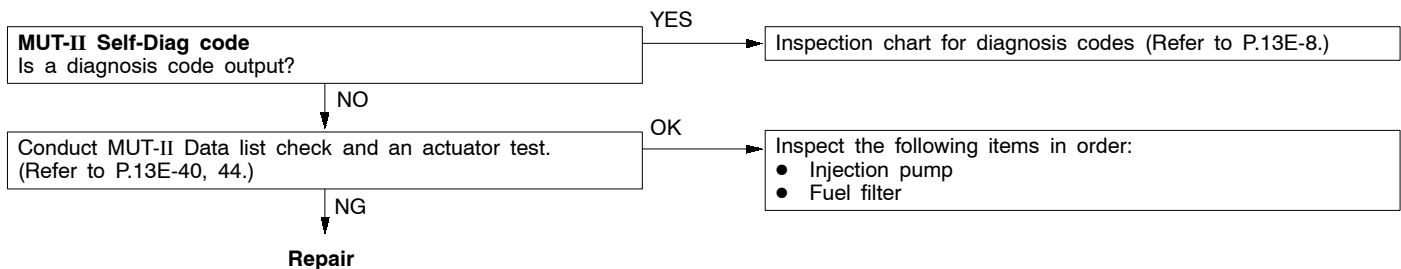 MUT-II Self-Diag code
Is a diagnosis code output?
YES
Inspection chart for diagnosis codes (Refer to P.13E-8.)
NO
Conduct MUT-II Data list check and an actuator test.
(Refer to P.13E-40, 44.)
OK
Inspect the following items in order:
● Injection pump
● Fuel filter
NG
Repair